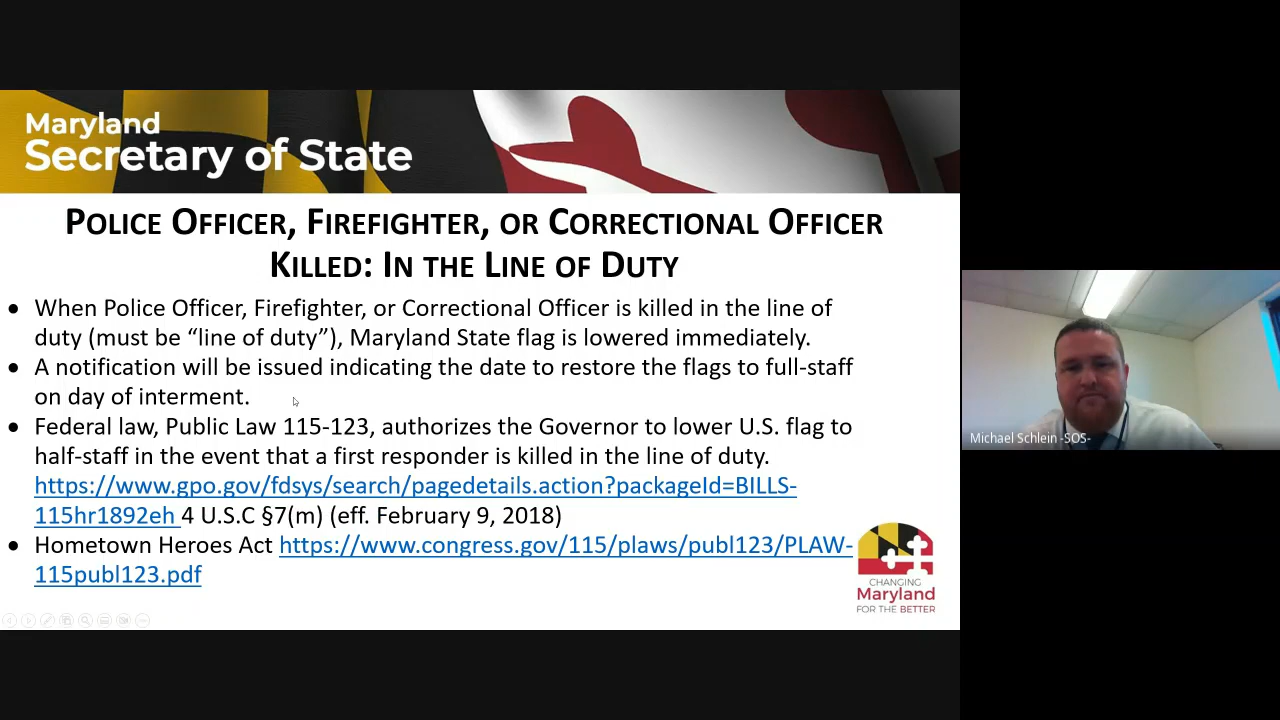 Maryland
Secretary of State
POLICE OFFICER, FIREFIGHTER, OR CORRECTIONAL OFFICER
KILLED: IN THE LINE OF DUTY
• When Police Officer, Firefighter, or Correctional Officer is killed in the line of
duty (must be “line of duty”), Maryland State flag is lowered immediately.
• A notification will be issued indicating the date to restore the flags to full-staff
on day of interment.
• Federal law, Public Law 115-123, authorizes the Governor to lower U.S. flag to
half-staff in the event that a first responder is killed in the line of duty.
https://www.gpo.gov/fdsys/search/pagedetails.action?packageId=BILLS-
115hr1892eh 4 U.S.C §7(m) (eff. February 9, 2018)
• Hometown Heroes Act https://www.congress.gov/115/plaws/publ123/PLAW-
115publ123.pdf
CHANGING
Maryland
FOR THE BETTER
Michael Schlein -SOS-